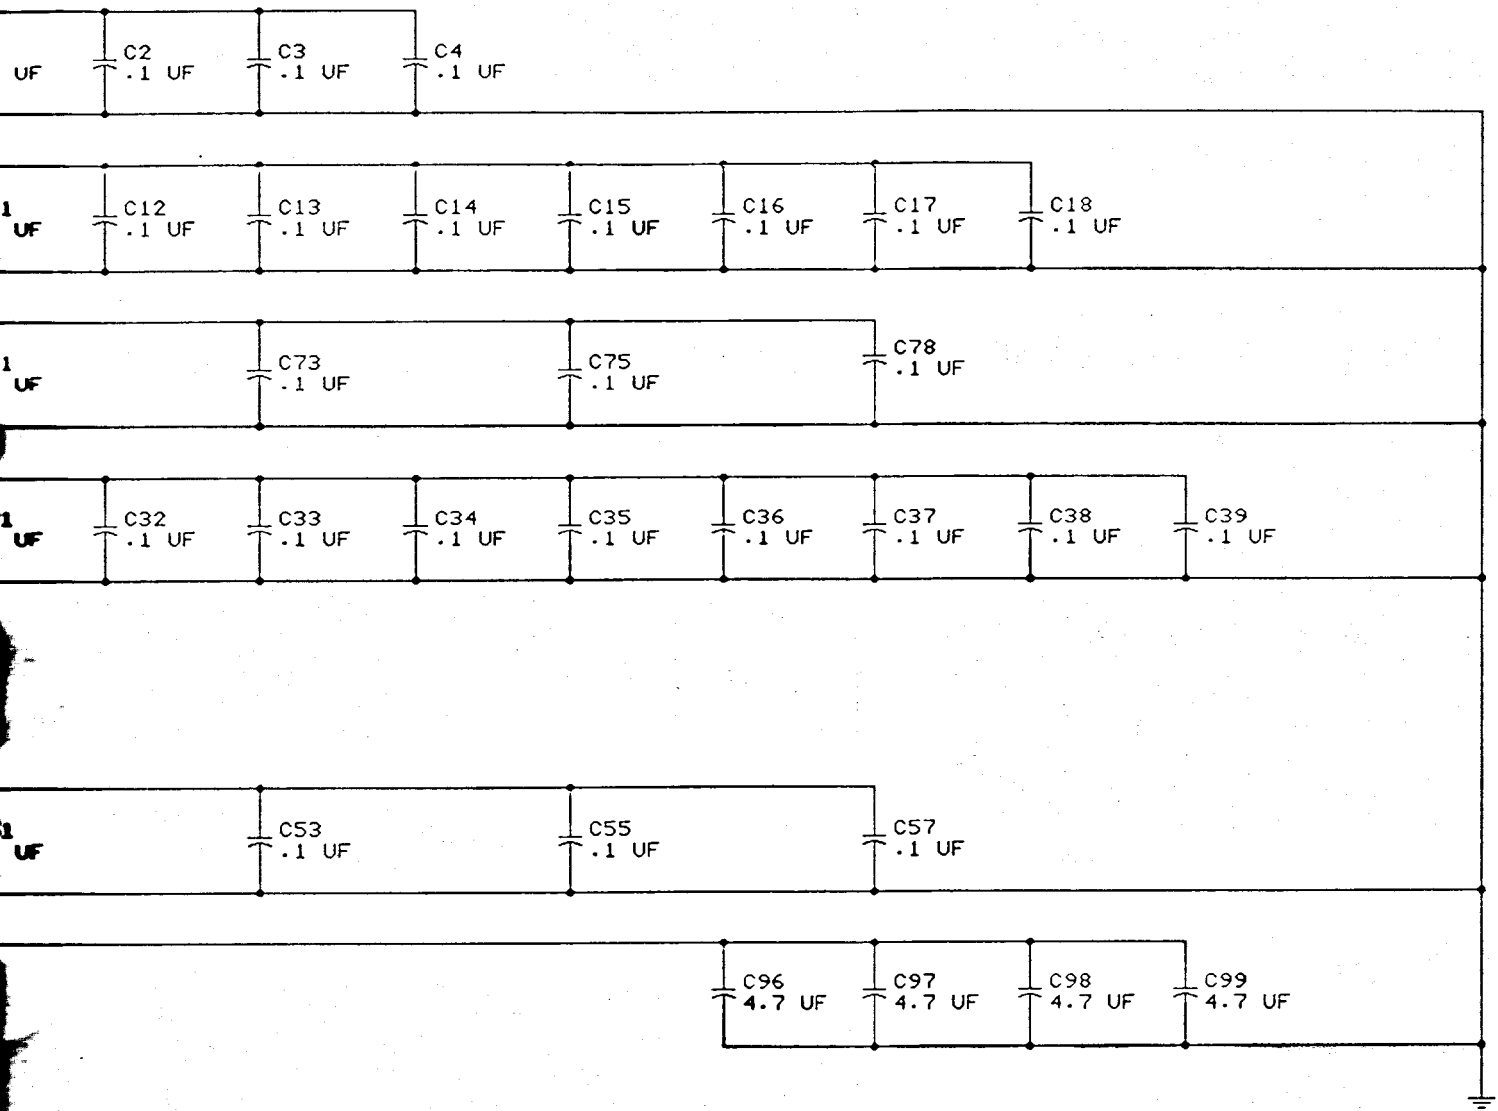 C2 C3 C4
UF .1 UF .1 UF .1 UF
1 C12 C13 C14 C15 C16 C17 C18
UF .1 UF .1 UF .1 UF .1 UF .1 UF .1 UF .1 UF
1 C73 C75 C78
UF .1 UF .1 UF .1 UF
1 C32 C33 C34 C35 C36 C37 C38 C39
UF .1 UF .1 UF .1 UF .1 UF .1 UF .1 UF .1 UF .1 UF
1 C53 C55 C57
UF .1 UF .1 UF .1 UF
C96 C97 C98 C99
4.7 UF 4.7 UF 4.7 UF 4.7 UF